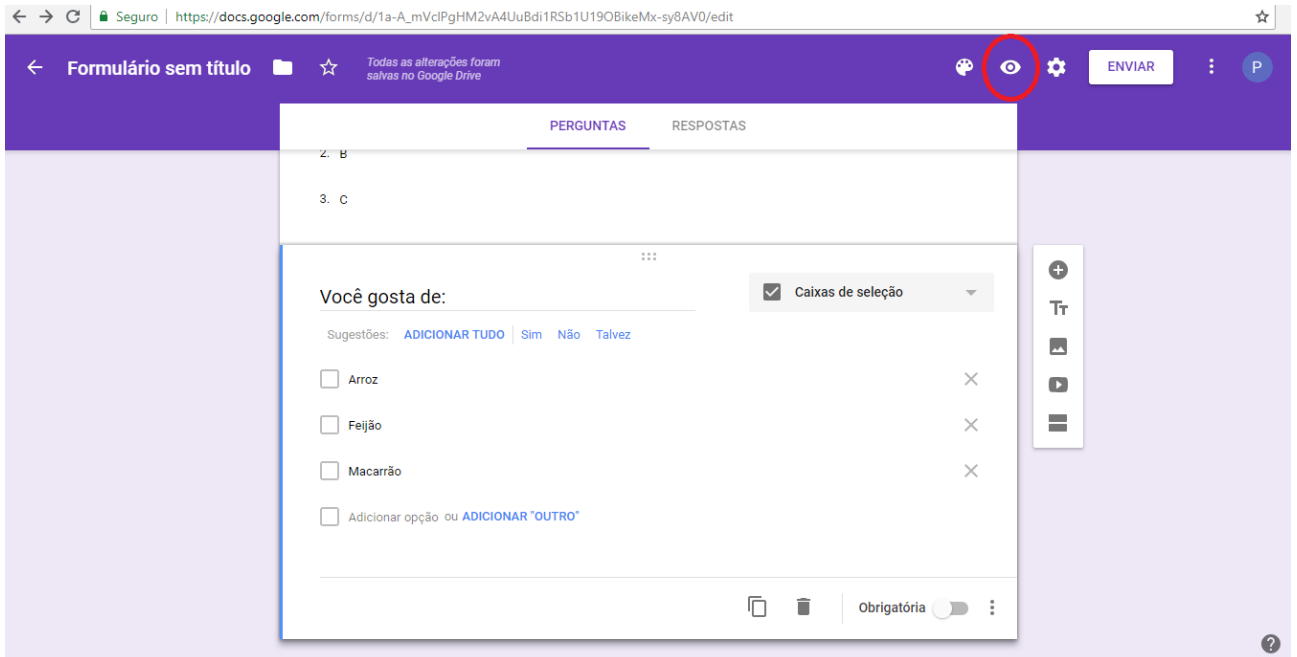 Seguro | https://docs.google.com/forms/d/1a-A_mVclPgHM2vA4UuBdi1RSb1U19OBikeMx-sy8AV0/edit
Formulário sem título
Todas as alterações foram
salvas no Google Drive
ENVIAR
P
PERGUNTAS RESPOSTAS
2. B
3. C
Você gosta de:
Caixas de seleção
Sugestões: ADICIONAR TUDO Sim Não Talvez
Arroz
Feijão
Macarrão
Adicionar opção ou ADICIONAR "OUTRO"
Obrigatória